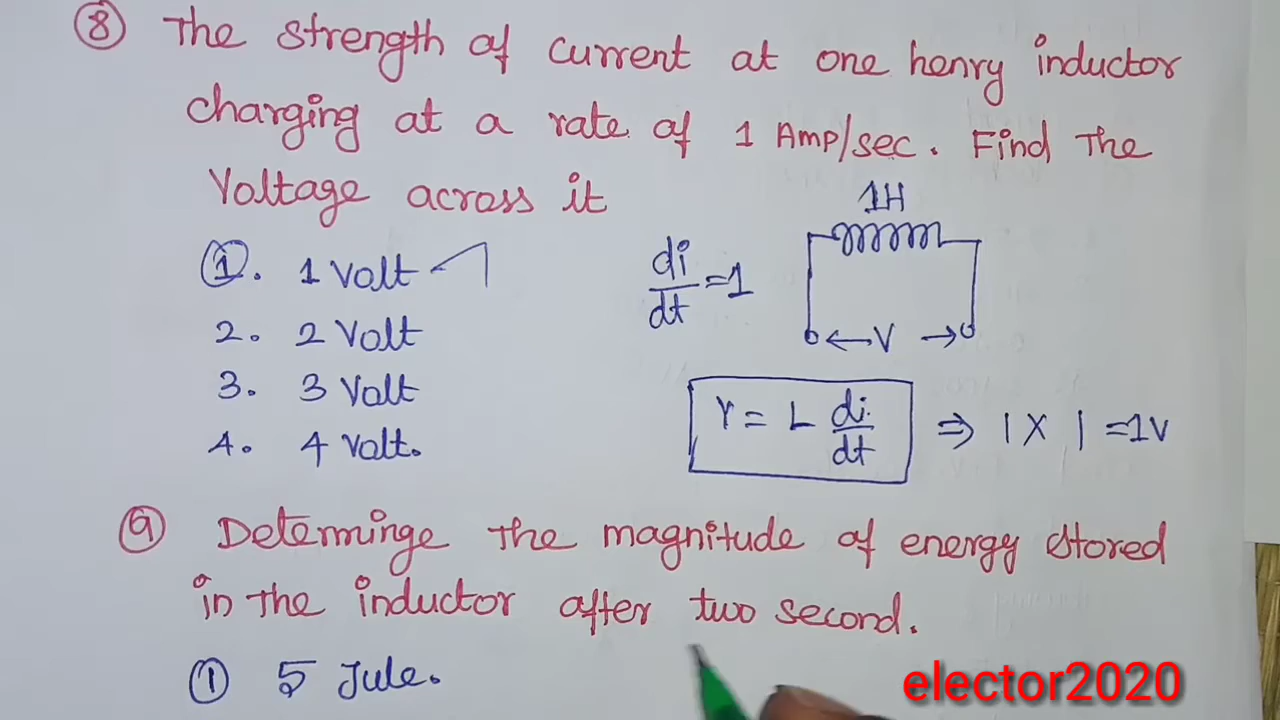 ⑧ The strength of current at one henry inductor
charging at a rate of 1 Amp/sec. Find The
Voltage across it
①. 1 Volt
2. 2 Volt
3. 3 Volt
4. 4 Volt.
1H
di/dt = 1
← V →
V = L di/dt ⇒ 1 X 1 = 1V
⑨ Determinge the magnitude of energy stored
in the inductor after two second.
① 5 Jule.
elector2020